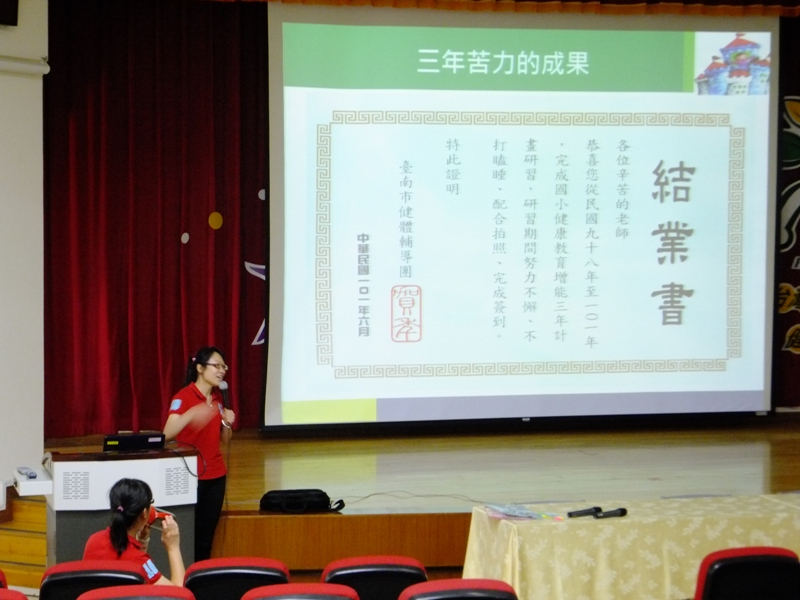 三年苦力的成果
結業書
各位辛苦的老師
恭喜您從民國九十八年至一〇一年
，完成國小健康教育增能三年計
畫研習，研習期間努力不懈、不
打瞌睡、配合拍照、完成簽到。
特此證明
臺南市健體輔導團
中華民國一〇一年六月